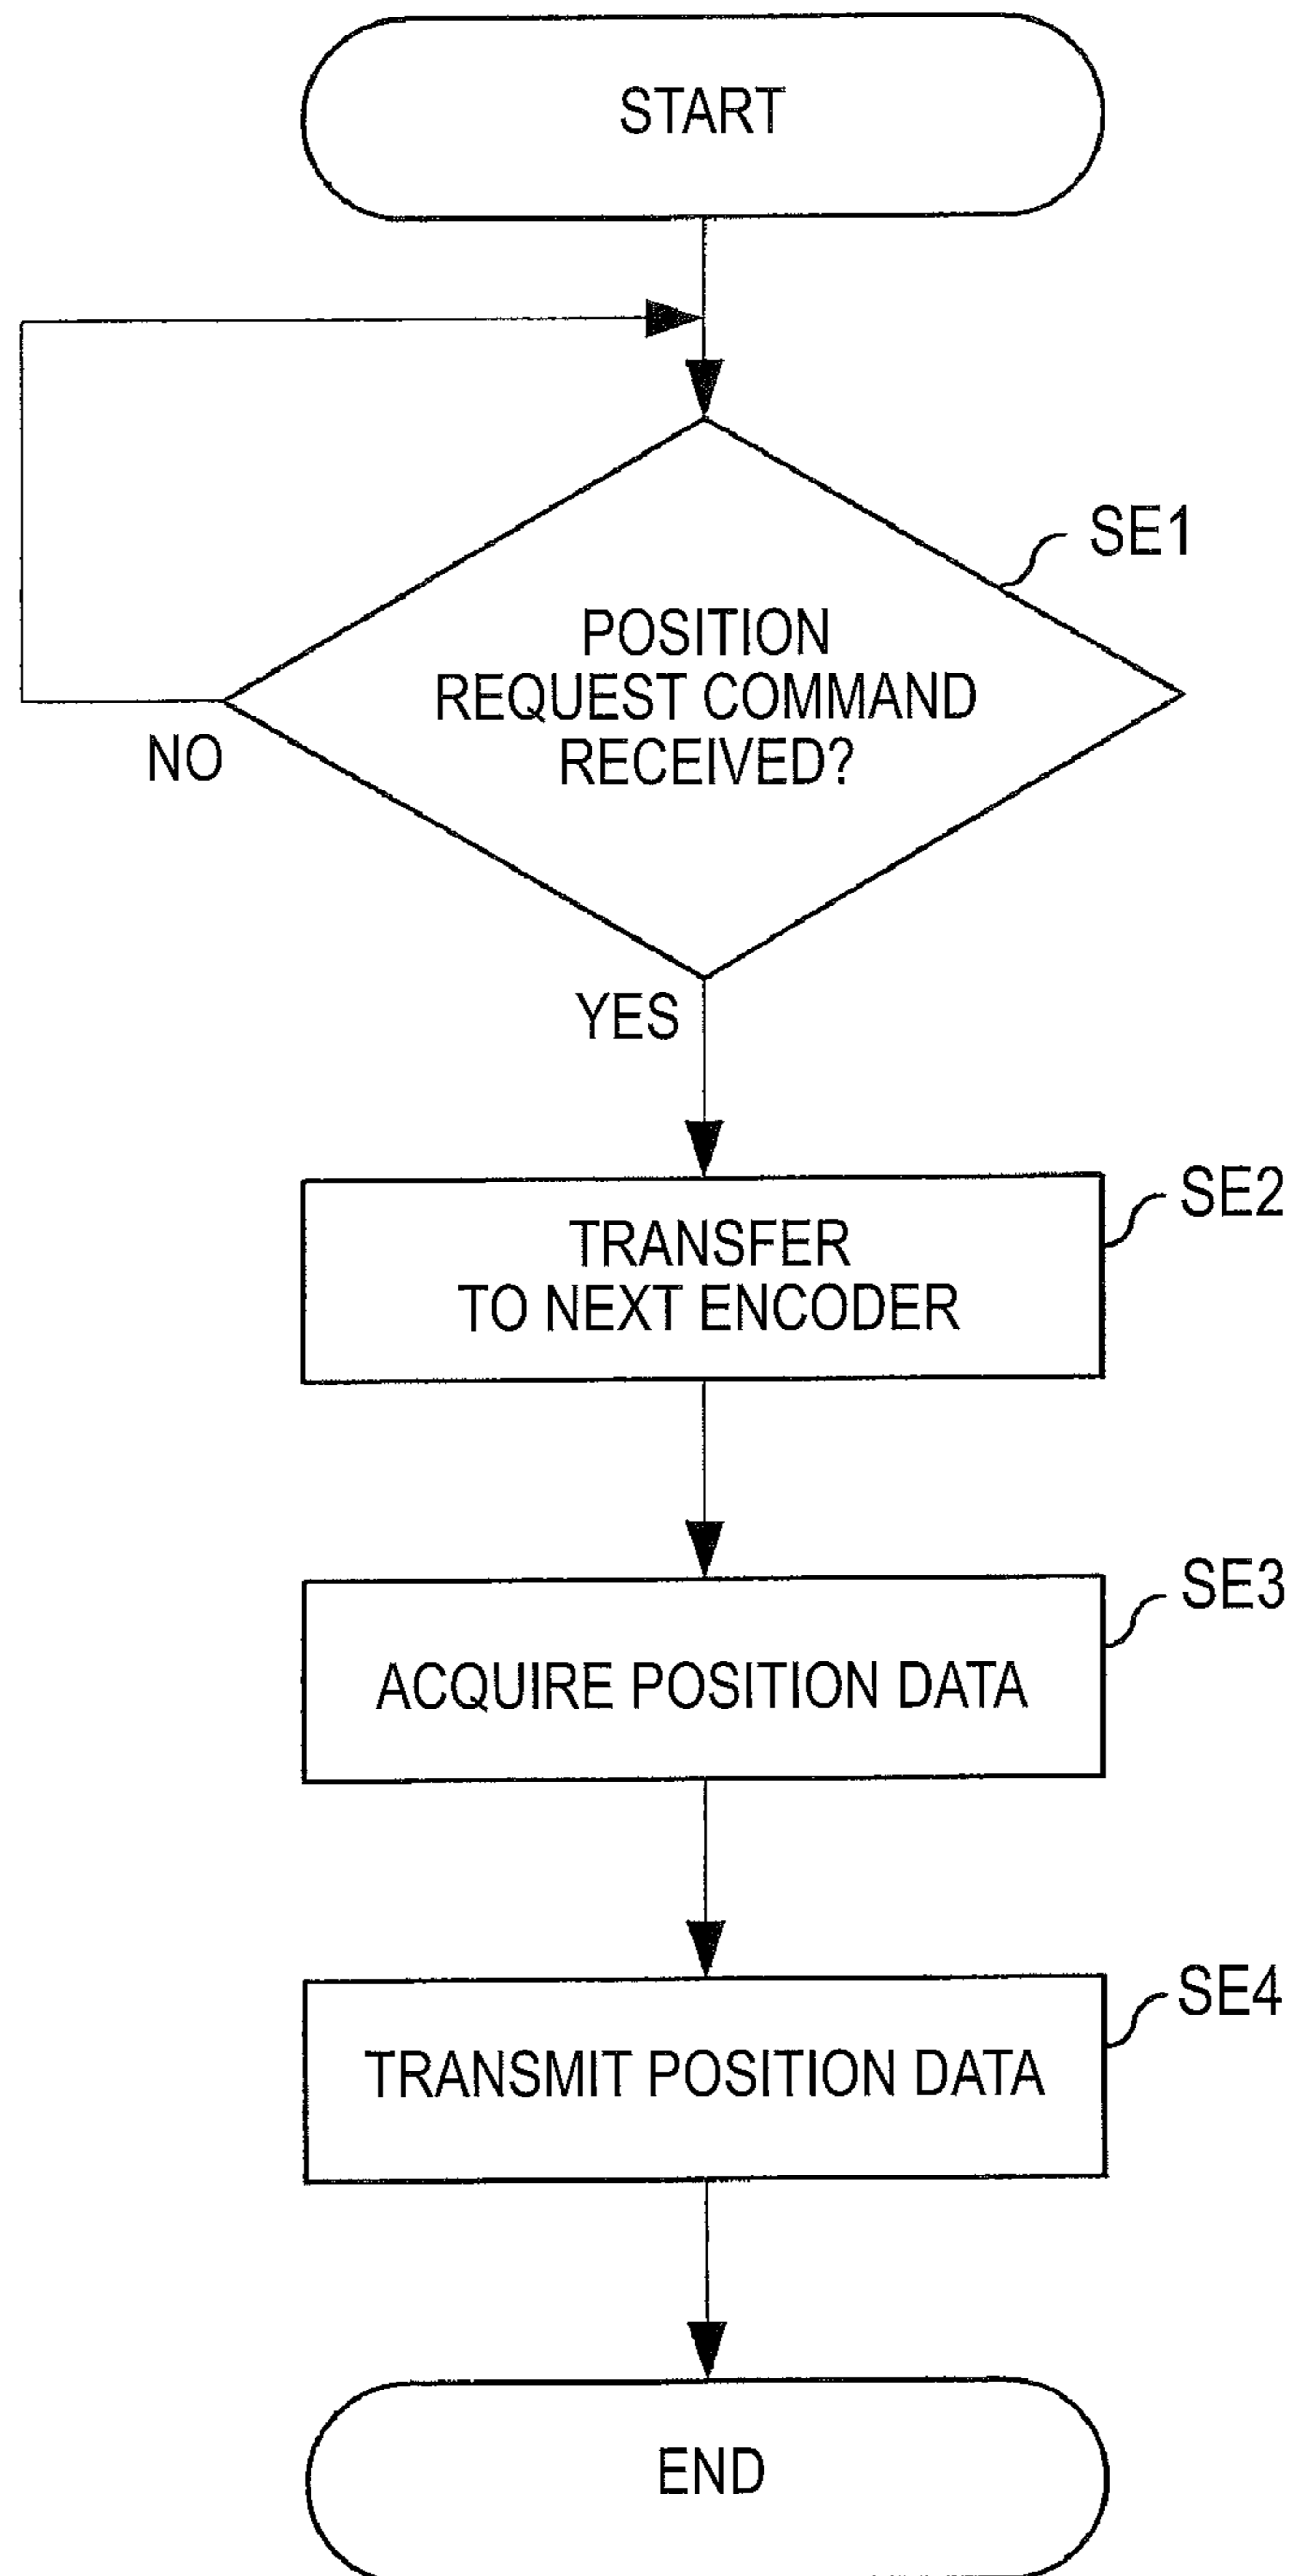 START
SE1
POSITION
REQUEST COMMAND
RECEIVED?
NO
YES
SE2
TRANSFER
TO NEXT ENCODER
SE3
ACQUIRE POSITION DATA
SE4
TRANSMIT POSITION DATA
END